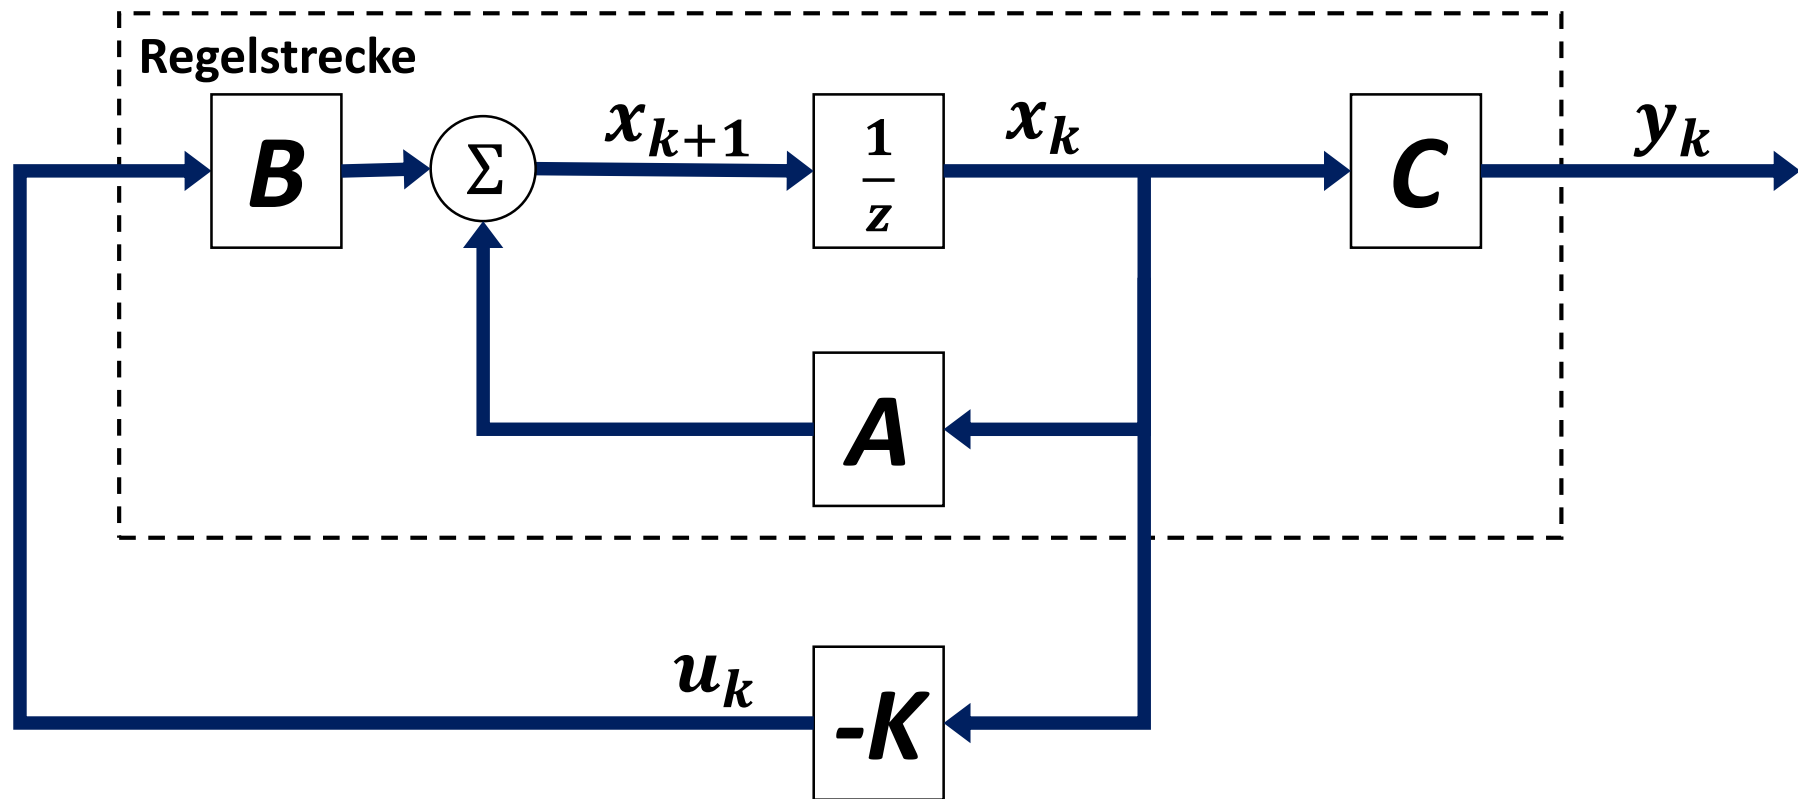 Regelstrecke
B
Σ
x_{k+1}
1
z
x_k
C
y_k
A
u_k
-K